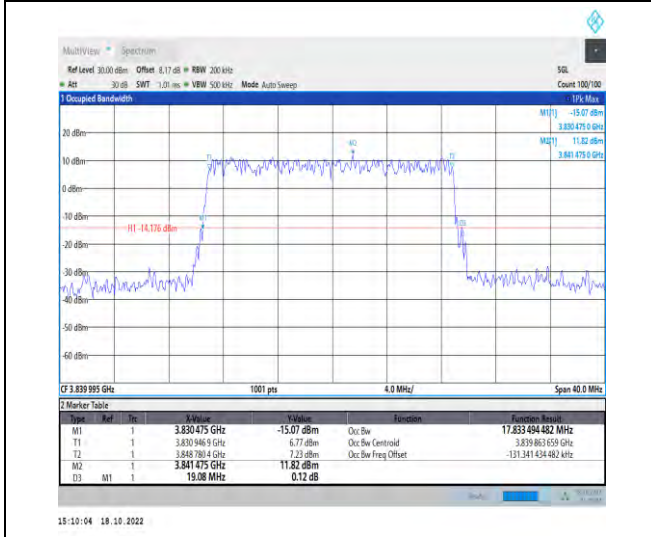 MultiView Spectrum
Ref Level 30.00 dBm Offset 8.17 dB RBW 200 kHz SGL
Att 30 dB SWT 1.01 ms VBW 500 kHz Mode Auto Sweep Count 100/100
1 Occupied Bandwidth 1Pk Max
M1[1] -15.07 dBm
3.830 475 0 GHz
20 dBm M2[1] 11.82 dBm
3.841 475 0 GHz
M2
10 dBm T1 T2
0 dBm
-10 dBm
H1 -14.176 dBm M1 D3
-20 dBm
-30 dBm
-40 dBm
-50 dBm
-60 dBm
CF 3.839 995 GHz 1001 pts 4.0 MHz/ Span 40.0 MHz
2 Marker Table
Type Ref Trc X-Value Y-Value Function Function Result
M1 1 3.830 475 GHz -15.07 dBm Occ Bw 17.833 494 482 MHz
T1 1 3.830 946 9 GHz 6.77 dBm Occ Bw Centroid 3.839 863 659 GHz
T2 1 3.848 780 4 GHz 7.23 dBm Occ Bw Freq Offset -131.341 434 482 kHz
M2 1 3.841 475 GHz 11.82 dBm
D3 M1 1 19.08 MHz 0.12 dB
15:10:04 18.10.2022